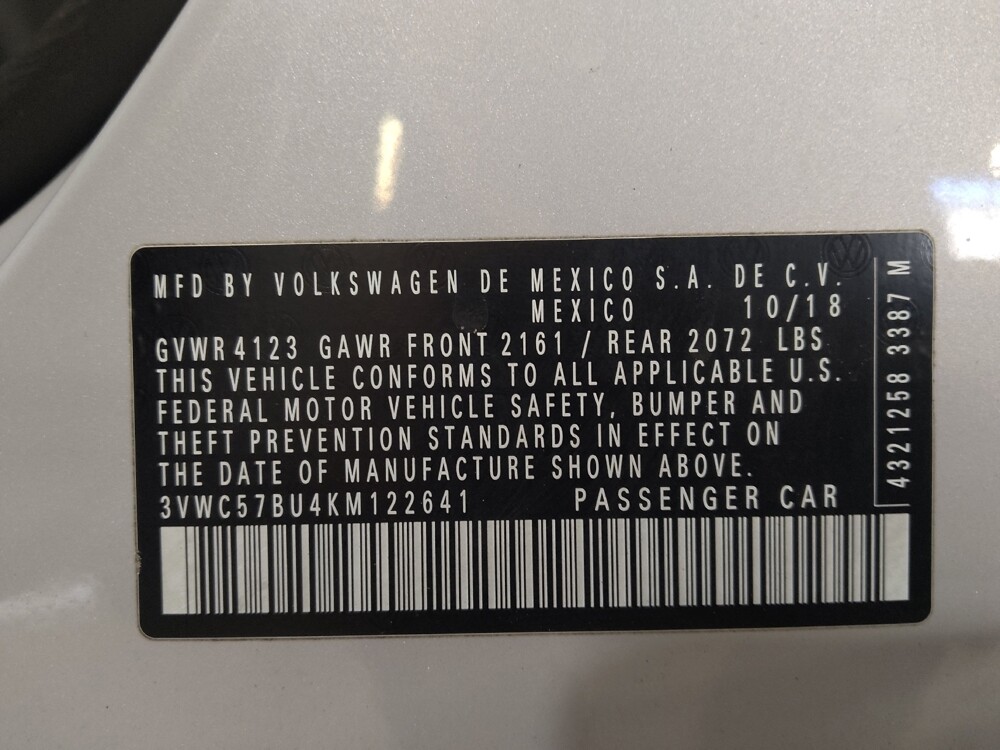 MFD BY VOLKSWAGEN DE MEXICO S.A. DE C.V.
MEXICO 10/18
GVWR 4123 GAWR FRONT 2161 / REAR 2072 LBS
THIS VEHICLE CONFORMS TO ALL APPLICABLE U.S.
FEDERAL MOTOR VEHICLE SAFETY, BUMPER AND
THEFT PREVENTION STANDARDS IN EFFECT ON
THE DATE OF MANUFACTURE SHOWN ABOVE.
3VWC57BU4KM122641 PASSENGER CAR
4321258 3387 M